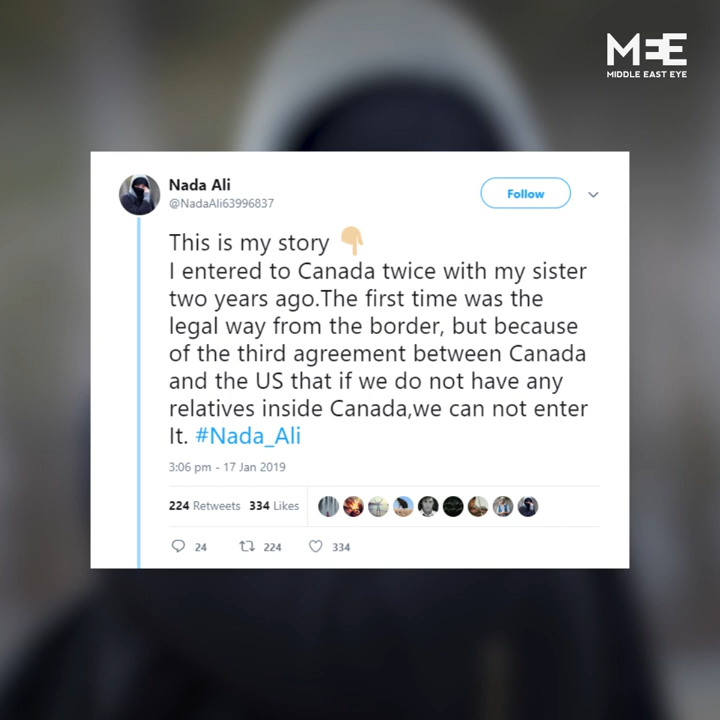 MEE
MIDDLE EAST EYE
Nada Ali
@NadaAli63996837
Follow
This is my story 👇
I entered to Canada twice with my sister
two years ago.The first time was the
legal way from the border, but because
of the third agreement between Canada
and the US that if we do not have any
relatives inside Canada,we can not enter
It. #Nada_Ali
3:06 pm - 17 Jan 2019
224 Retweets 334 Likes
24 224 334